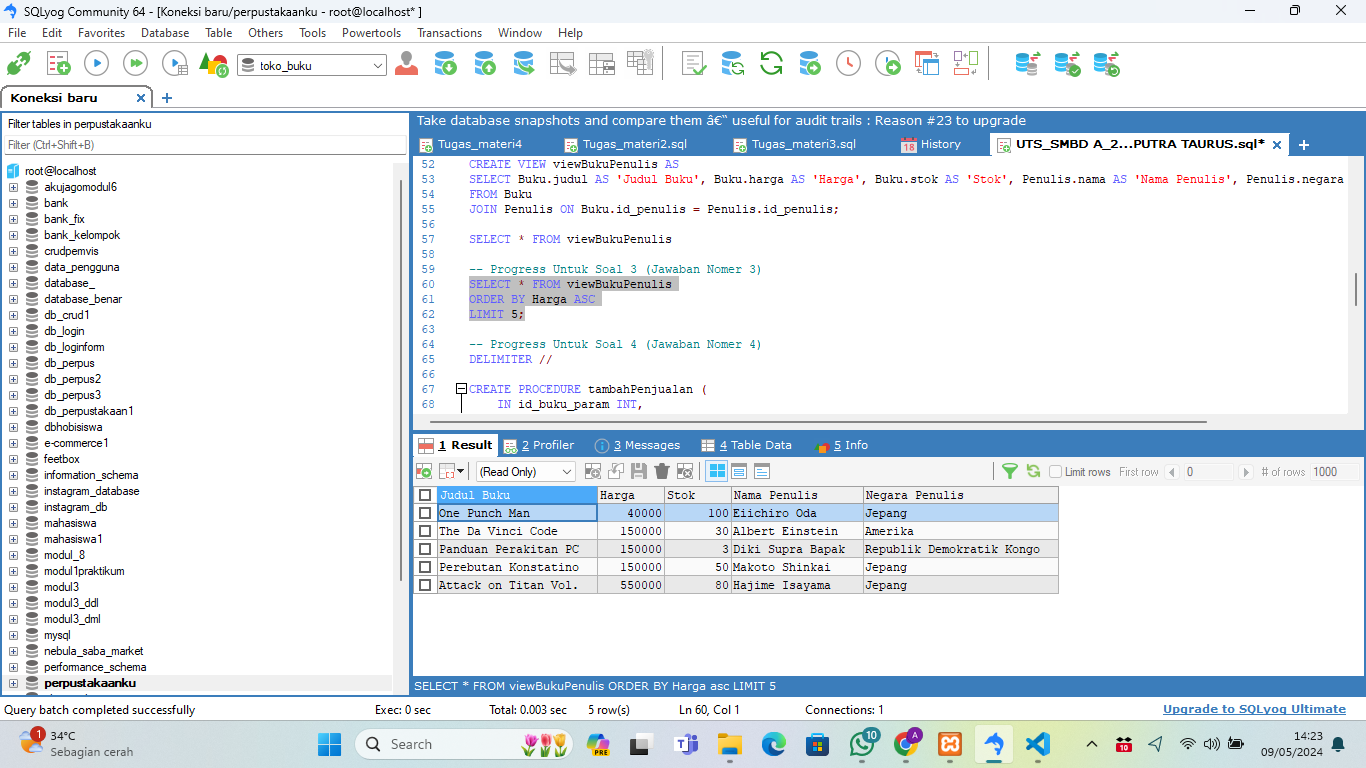 SQLyog Community 64 - [Koneksi baru/perpustakaanku - root@localhost* ]
File Edit Favorites Database Table Others Tools Powertools Transactions Window Help
toko_buku
Koneksi baru
Filter tables in perpustakaanku
Filter (Ctrl+Shift+B)
root@localhost
akujagomodul6
bank
bank_fix
bank_kelompok
crudpemvis
data_pengguna
database_
database_benar
db_crud1
db_login
db_loginform
db_perpus
db_perpus2
db_perpus3
db_perpustakaan1
dbhobisiswa
e-commerce1
feetbox
information_schema
instagram_database
instagram_db
mahasiswa
mahasiswa1
modul_8
modul1praktikum
modul3
modul3_ddl
modul3_dml
mysql
nebula_saba_market
performance_schema
perpustakaanku
Take database snapshots and compare them â€“ useful for audit trails : Reason #23 to upgrade
Tugas_materi4 Tugas_materi2.sql Tugas_materi3.sql 18 History UTS_SMBD A_2...PUTRA TAURUS.sql*
52 CREATE VIEW viewBukuPenulis AS
53 SELECT Buku.judul AS 'Judul Buku', Buku.harga AS 'Harga', Buku.stok AS 'Stok', Penulis.nama AS 'Nama Penulis', Penulis.negara
54 FROM Buku
55 JOIN Penulis ON Buku.id_penulis = Penulis.id_penulis;
56
57 SELECT * FROM viewBukuPenulis
58
59 -- Progress Untuk Soal 3 (Jawaban Nomer 3)
60 SELECT * FROM viewBukuPenulis
61 ORDER BY Harga ASC
62 LIMIT 5;
63
64 -- Progress Untuk Soal 4 (Jawaban Nomer 4)
65 DELIMITER //
66
67 CREATE PROCEDURE tambahPenjualan (
68 IN id_buku_param INT,
1 Result 2 Profiler 3 Messages 4 Table Data 5 Info
(Read Only) Limit rows First row 0 # of rows 1000
Judul Buku Harga Stok Nama Penulis Negara Penulis
One Punch Man 40000 100 Eiichiro Oda Jepang
The Da Vinci Code 150000 30 Albert Einstein Amerika
Panduan Perakitan PC 150000 3 Diki Supra Bapak Republik Demokratik Kongo
Perebutan Konstatino 150000 50 Makoto Shinkai Jepang
Attack on Titan Vol. 550000 80 Hajime Isayama Jepang
SELECT * FROM viewBukuPenulis ORDER BY Harga asc LIMIT 5
Query batch completed successfully Exec: 0 sec Total: 0.003 sec 5 row(s) Ln 60, Col 1 Connections: 1 Upgrade to SQLyog Ultimate
1 34°C
Sebagian cerah
Search
PRE
10
A
10
14:23
09/05/2024